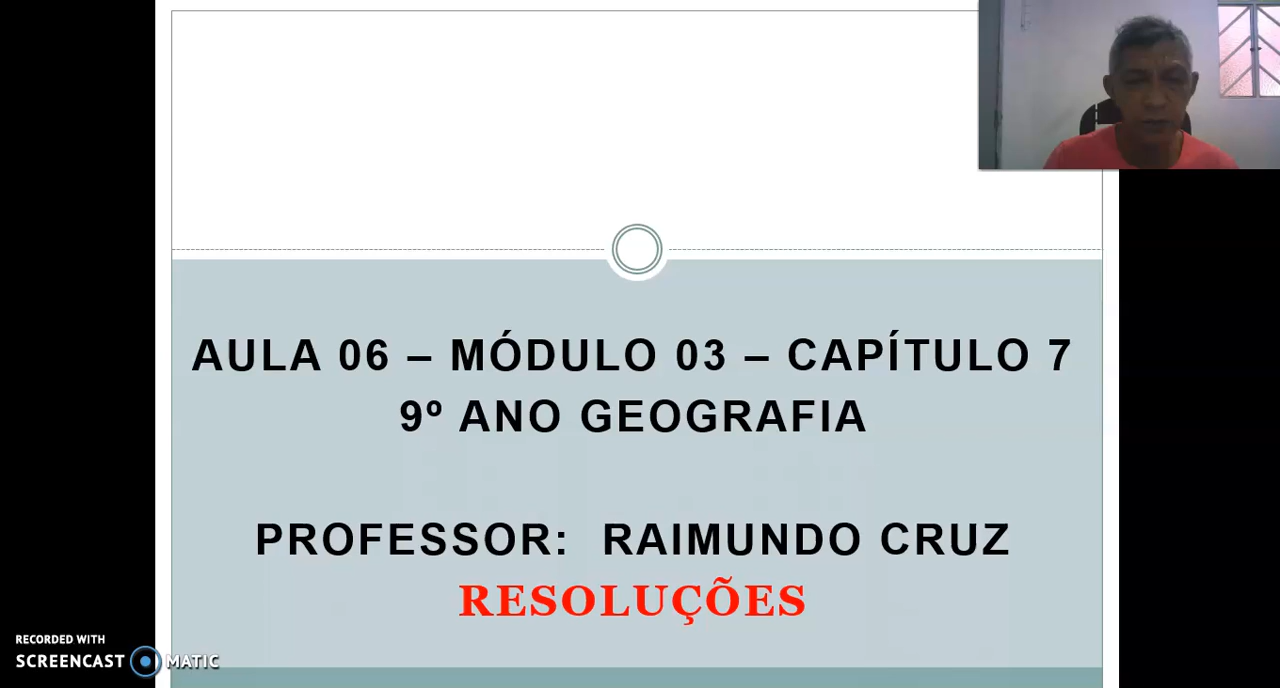 AULA 06 – MÓDULO 03 – CAPÍTULO 7
9º ANO GEOGRAFIA
PROFESSOR: RAIMUNDO CRUZ
RESOLUÇÕES
RECORDED WITH
SCREENCAST MATIC